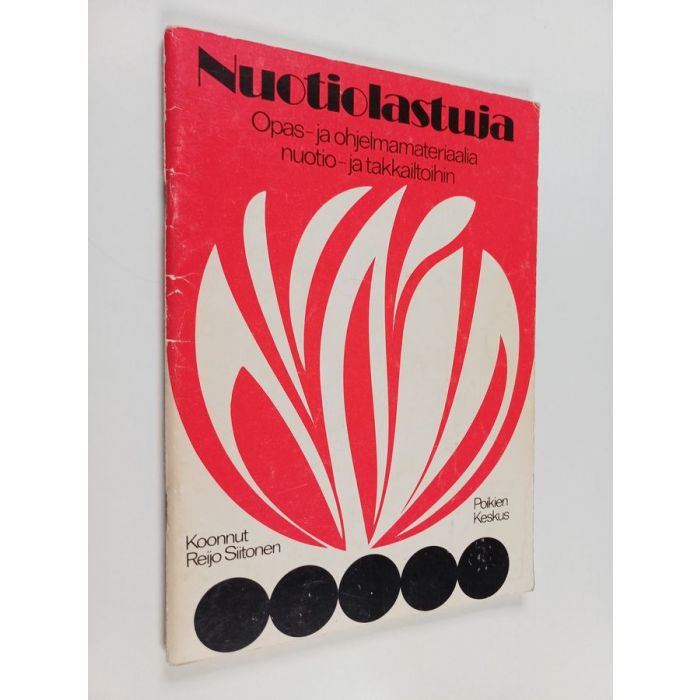 Nuotiolastuja
Opas-ja ohjelmamateriaalia
nuotio-ja takkailtoihin
Koonnut
Reijo Siitonen
Poikien
Keskus